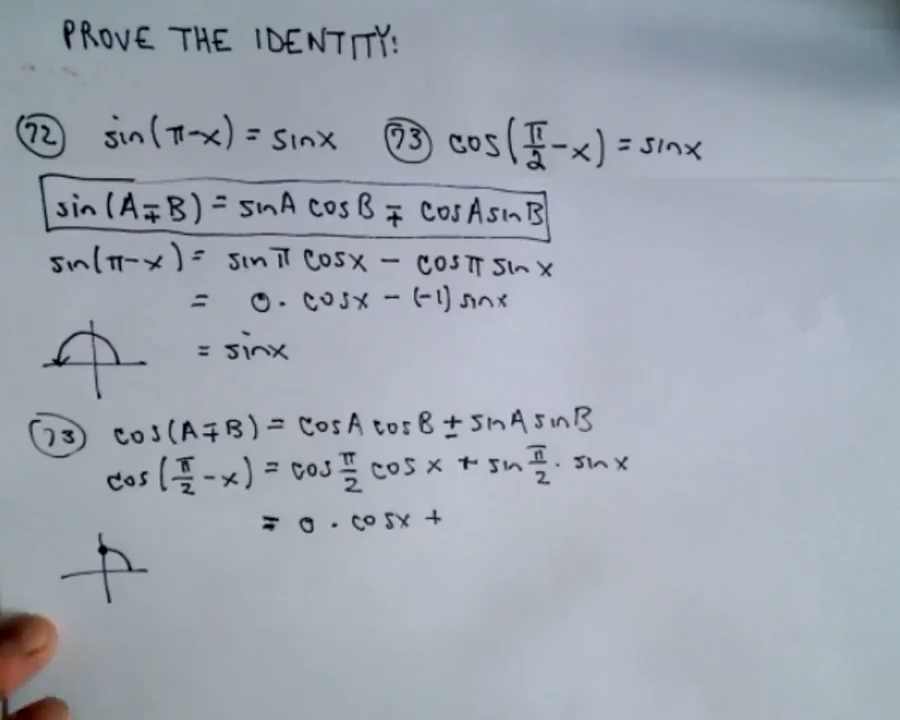 PROVE THE IDENTITY:
(72) sin(π-x) = sinx (73) cos(π/2 - x) = sinx
sin(A∓B) = sinA cosB ∓ cosA sinB
sin(π-x) = sinπ cosx - cosπ sinx
= 0 · cosx - (-1) sinx
= sinx
(73) cos(A∓B) = cosA cosB ± sinA sinB
cos(π/2 - x) = cos π/2 cosx + sin π/2 · sinx
= 0 · cosx +